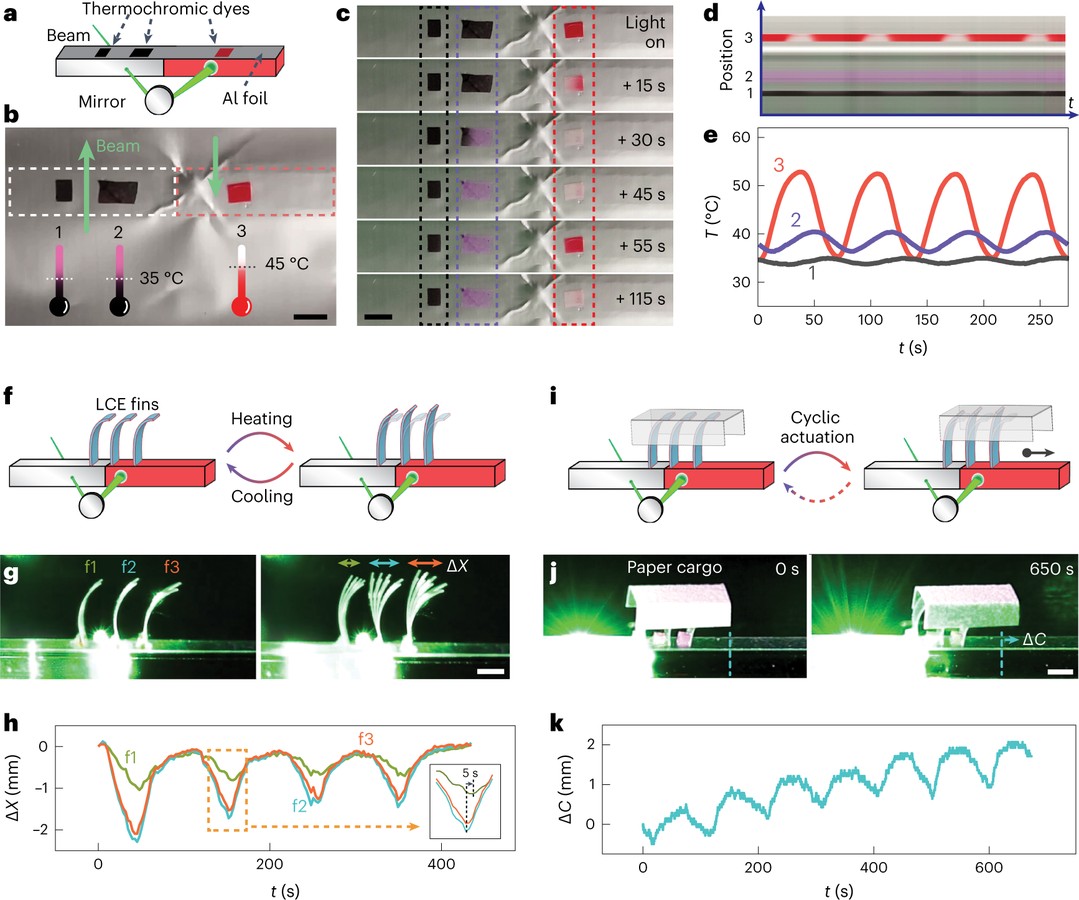 a
Thermochromic dyes
Beam
Mirror
Al foil
b
Beam
1
2
3
35 °C
45 °C
c
Light
on
+ 15 s
+ 30 s
+ 45 s
+ 55 s
+ 115 s
d
Position
3
2
1
t
e
T (°C)
60
50
40
30
3
2
1
0
50
100
150
200
250
t (s)
f
LCE fins
Heating
Cooling
g
f1
f2
f3
ΔX
h
ΔX (mm)
0
−1
−2
f1
f3
f2
5 s
0
200
400
t (s)
i
Cyclic
actuation
j
Paper cargo
0 s
650 s
ΔC
k
ΔC (mm)
2
1
0
0
200
400
600
t (s)